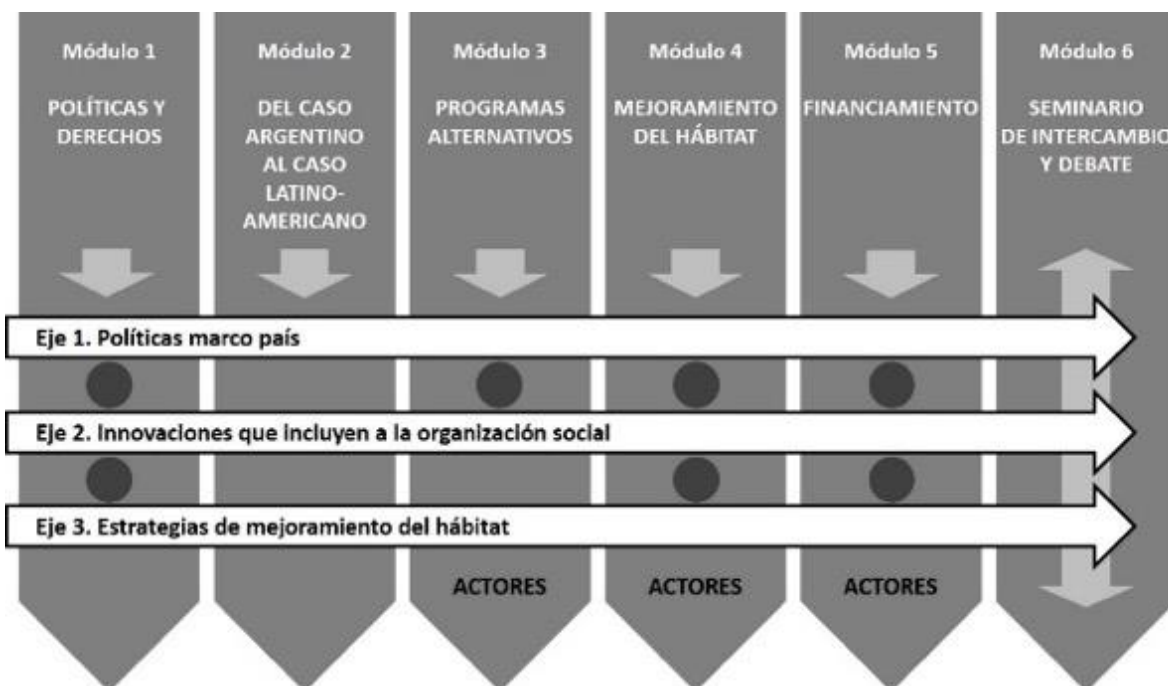 Módulo 1
POLÍTICAS Y
DERECHOS
Módulo 2
DEL CASO
ARGENTINO
AL CASO
LATINO-
AMERICANO
Módulo 3
PROGRAMAS
ALTERNATIVOS
Módulo 4
MEJORAMIENTO
DEL HÁBITAT
Módulo 5
FINANCIAMIENTO
Módulo 6
SEMINARIO
DE INTERCAMBIO
Y DEBATE
Eje 1. Políticas marco país
Eje 2. Innovaciones que incluyen a la organización social
Eje 3. Estrategias de mejoramiento del hábitat
ACTORES
ACTORES
ACTORES